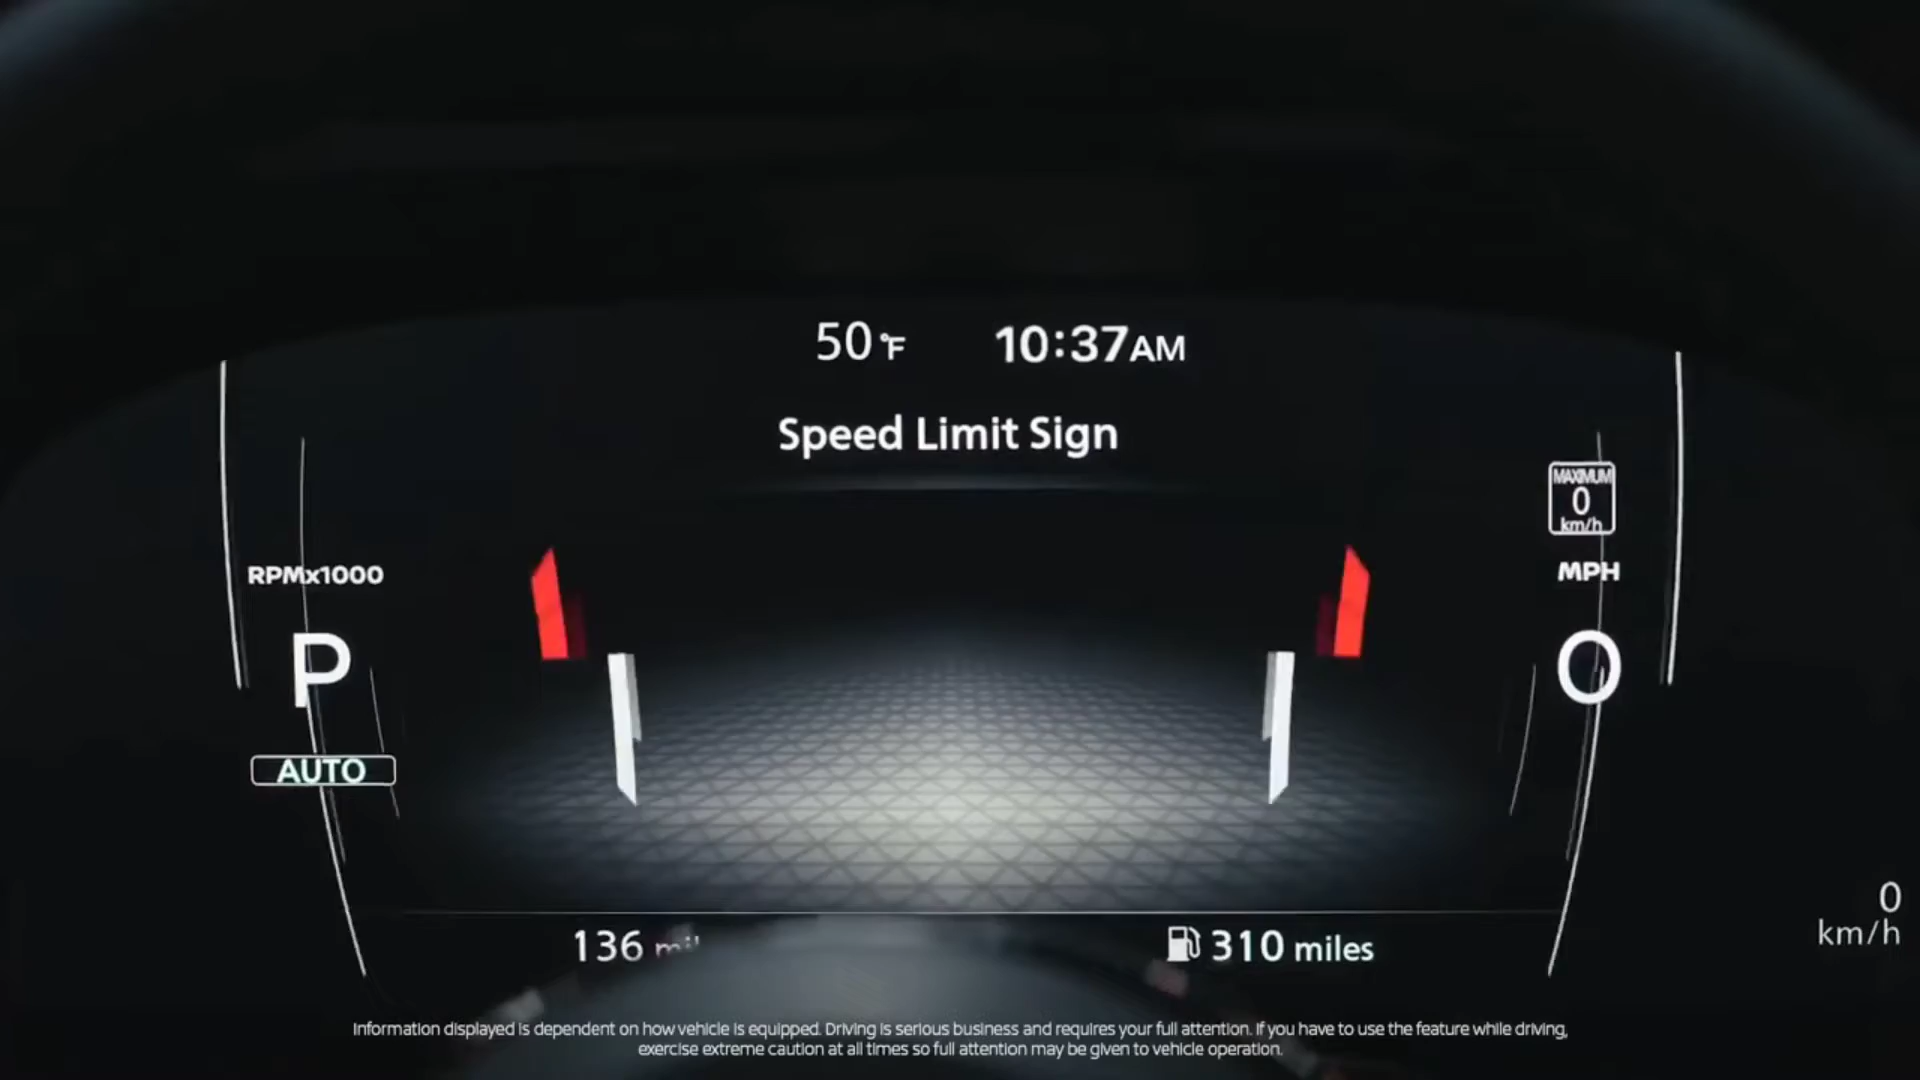 50°F 10:37AM
Speed Limit Sign
MAXIMUM
0
km/h
RPMx1000
MPH
P
0
AUTO
0
km/h
136
310 miles
Information displayed is dependent on how vehicle is equipped. Driving is serious business and requires your full attention. If you have to use the feature while driving,
exercise extreme caution at all times so full attention may be given to vehicle operation.